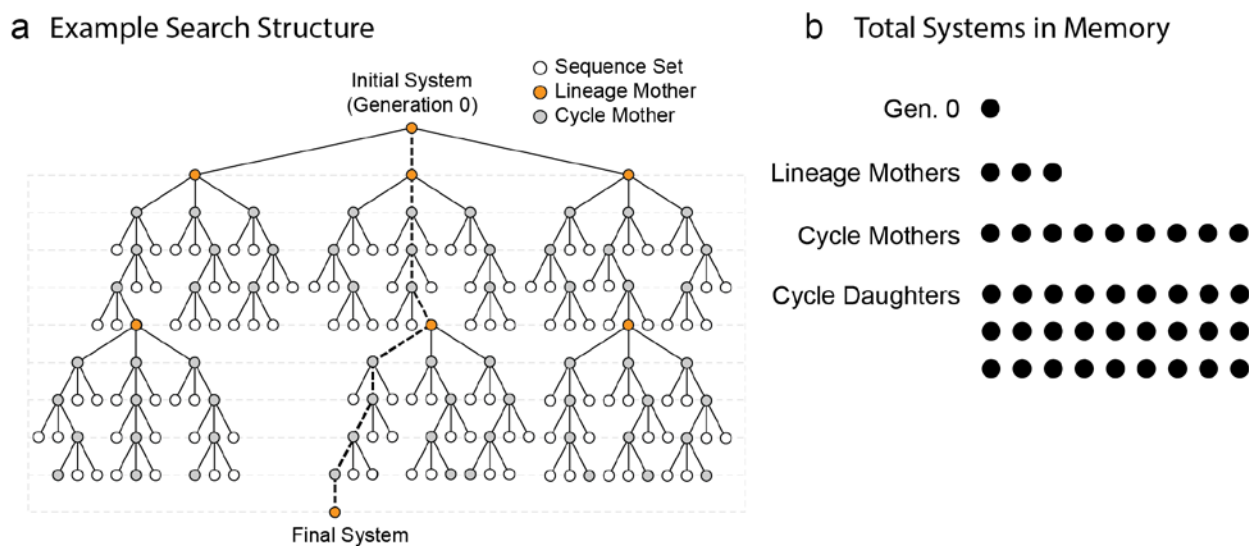 a Example Search Structure
Initial System
(Generation 0)
Sequence Set
Lineage Mother
Cycle Mother
Final System
b Total Systems in Memory
Gen. 0
Lineage Mothers
Cycle Mothers
Cycle Daughters